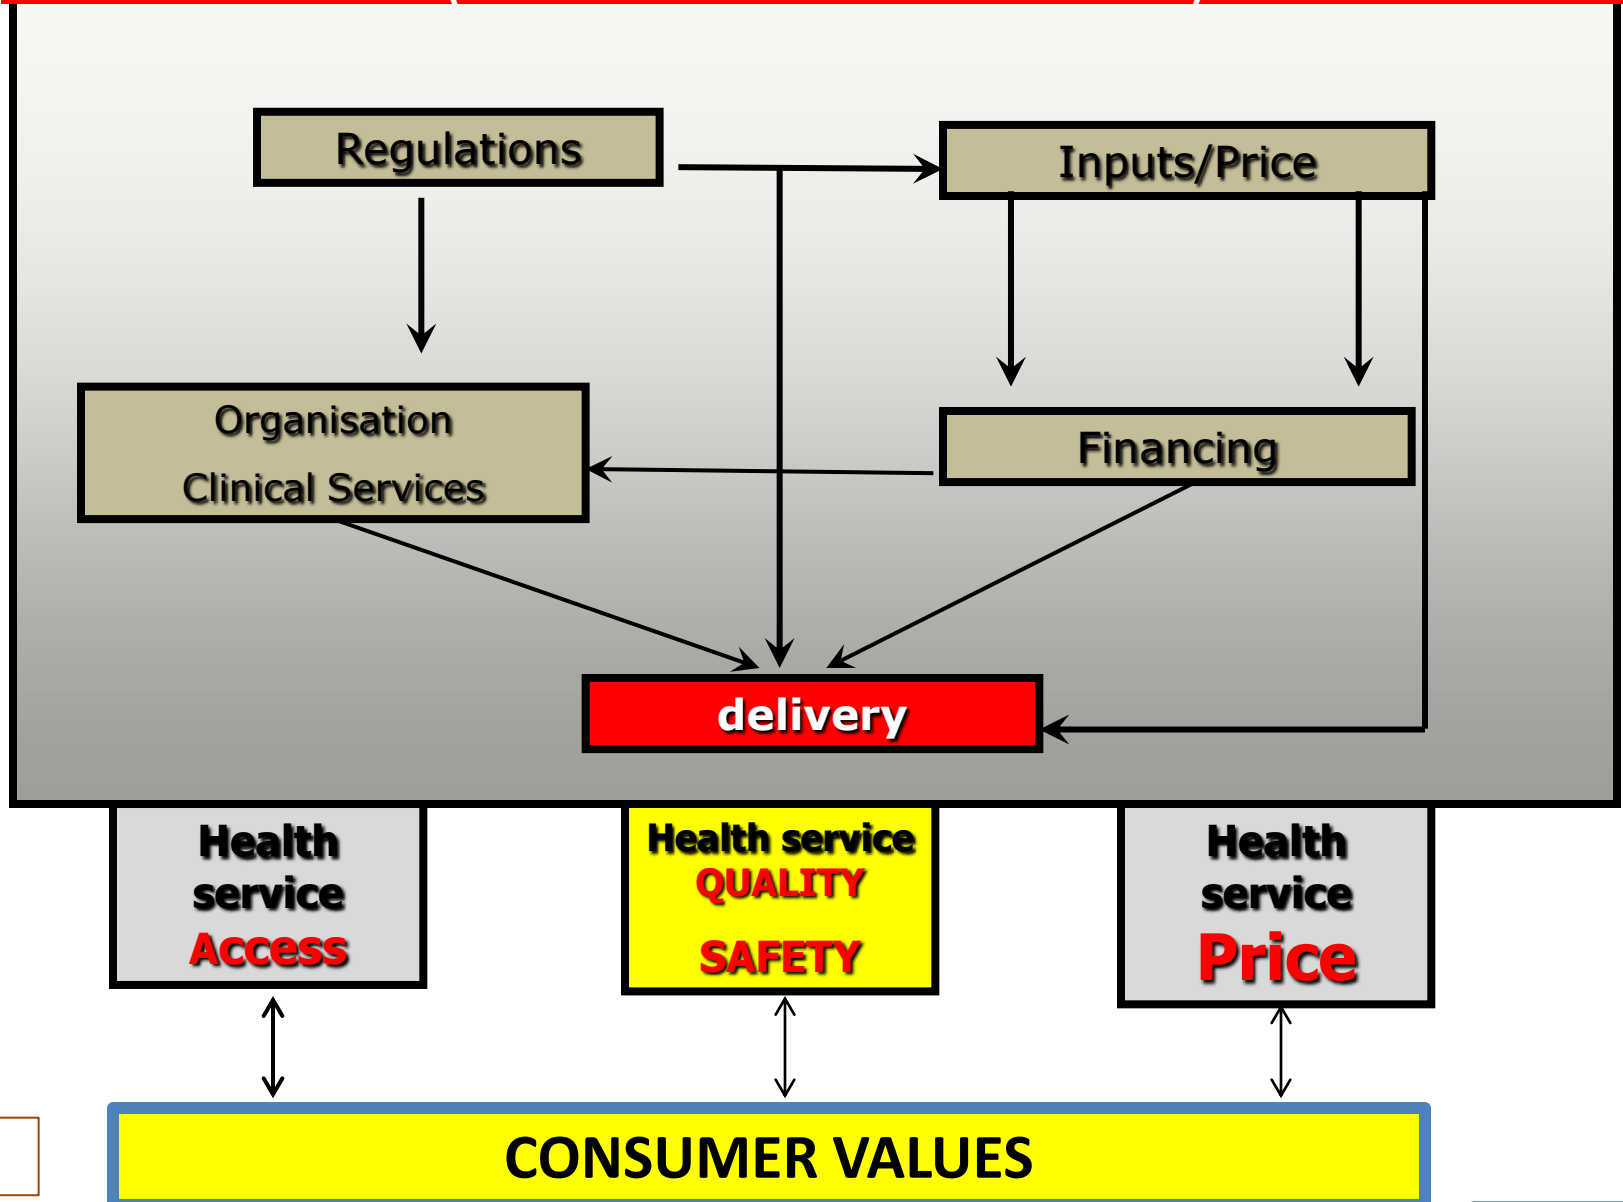 Regulations
Inputs/Price
Organisation
Clinical Services
Financing
delivery
Health
service
Access
Health service
QUALITY
SAFETY
Health
service
Price
CONSUMER VALUES